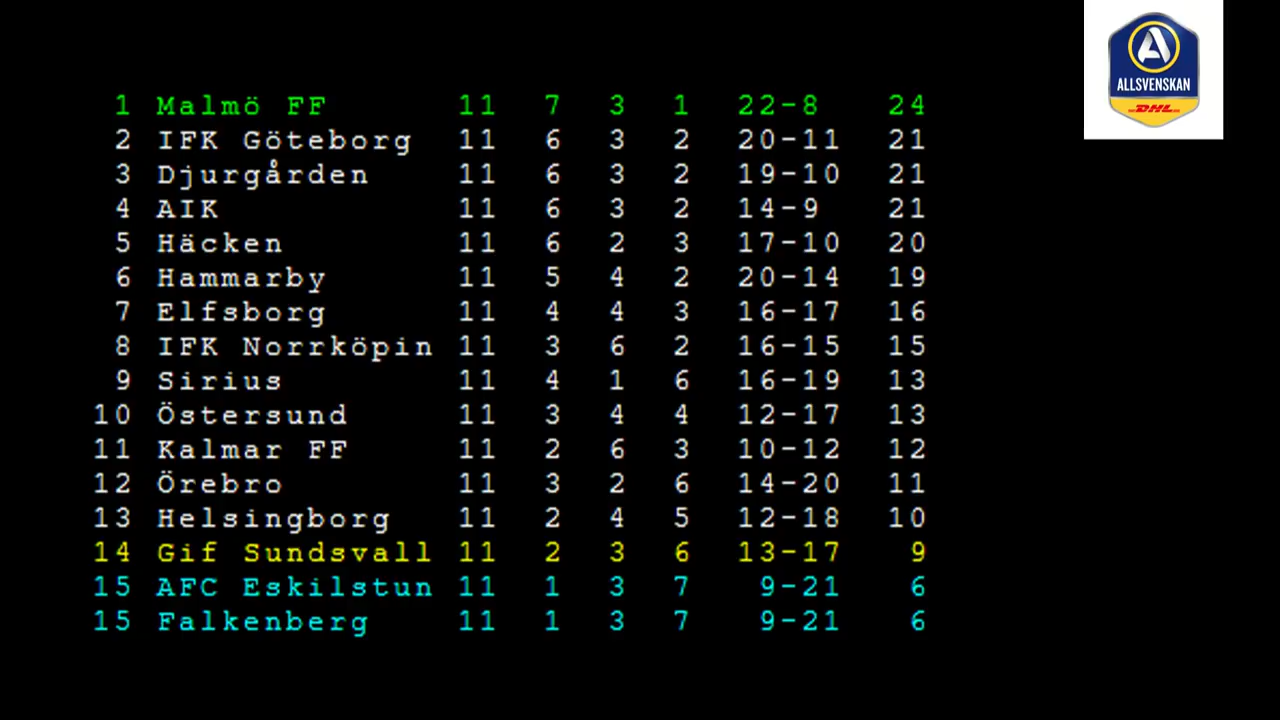 ALLSVENSKAN
DHL
1 Malmö FF 11 7 3 1 22-8 24
2 IFK Göteborg 11 6 3 2 20-11 21
3 Djurgården 11 6 3 2 19-10 21
4 AIK 11 6 3 2 14-9 21
5 Häcken 11 6 2 3 17-10 20
6 Hammarby 11 5 4 2 20-14 19
7 Elfsborg 11 4 4 3 16-17 16
8 IFK Norrköpin 11 3 6 2 16-15 15
9 Sirius 11 4 1 6 16-19 13
10 Östersund 11 3 4 4 12-17 13
11 Kalmar FF 11 2 6 3 10-12 12
12 Örebro 11 3 2 6 14-20 11
13 Helsingborg 11 2 4 5 12-18 10
14 Gif Sundsvall 11 2 3 6 13-17 9
15 AFC Eskilstun 11 1 3 7 9-21 6
15 Falkenberg 11 1 3 7 9-21 6